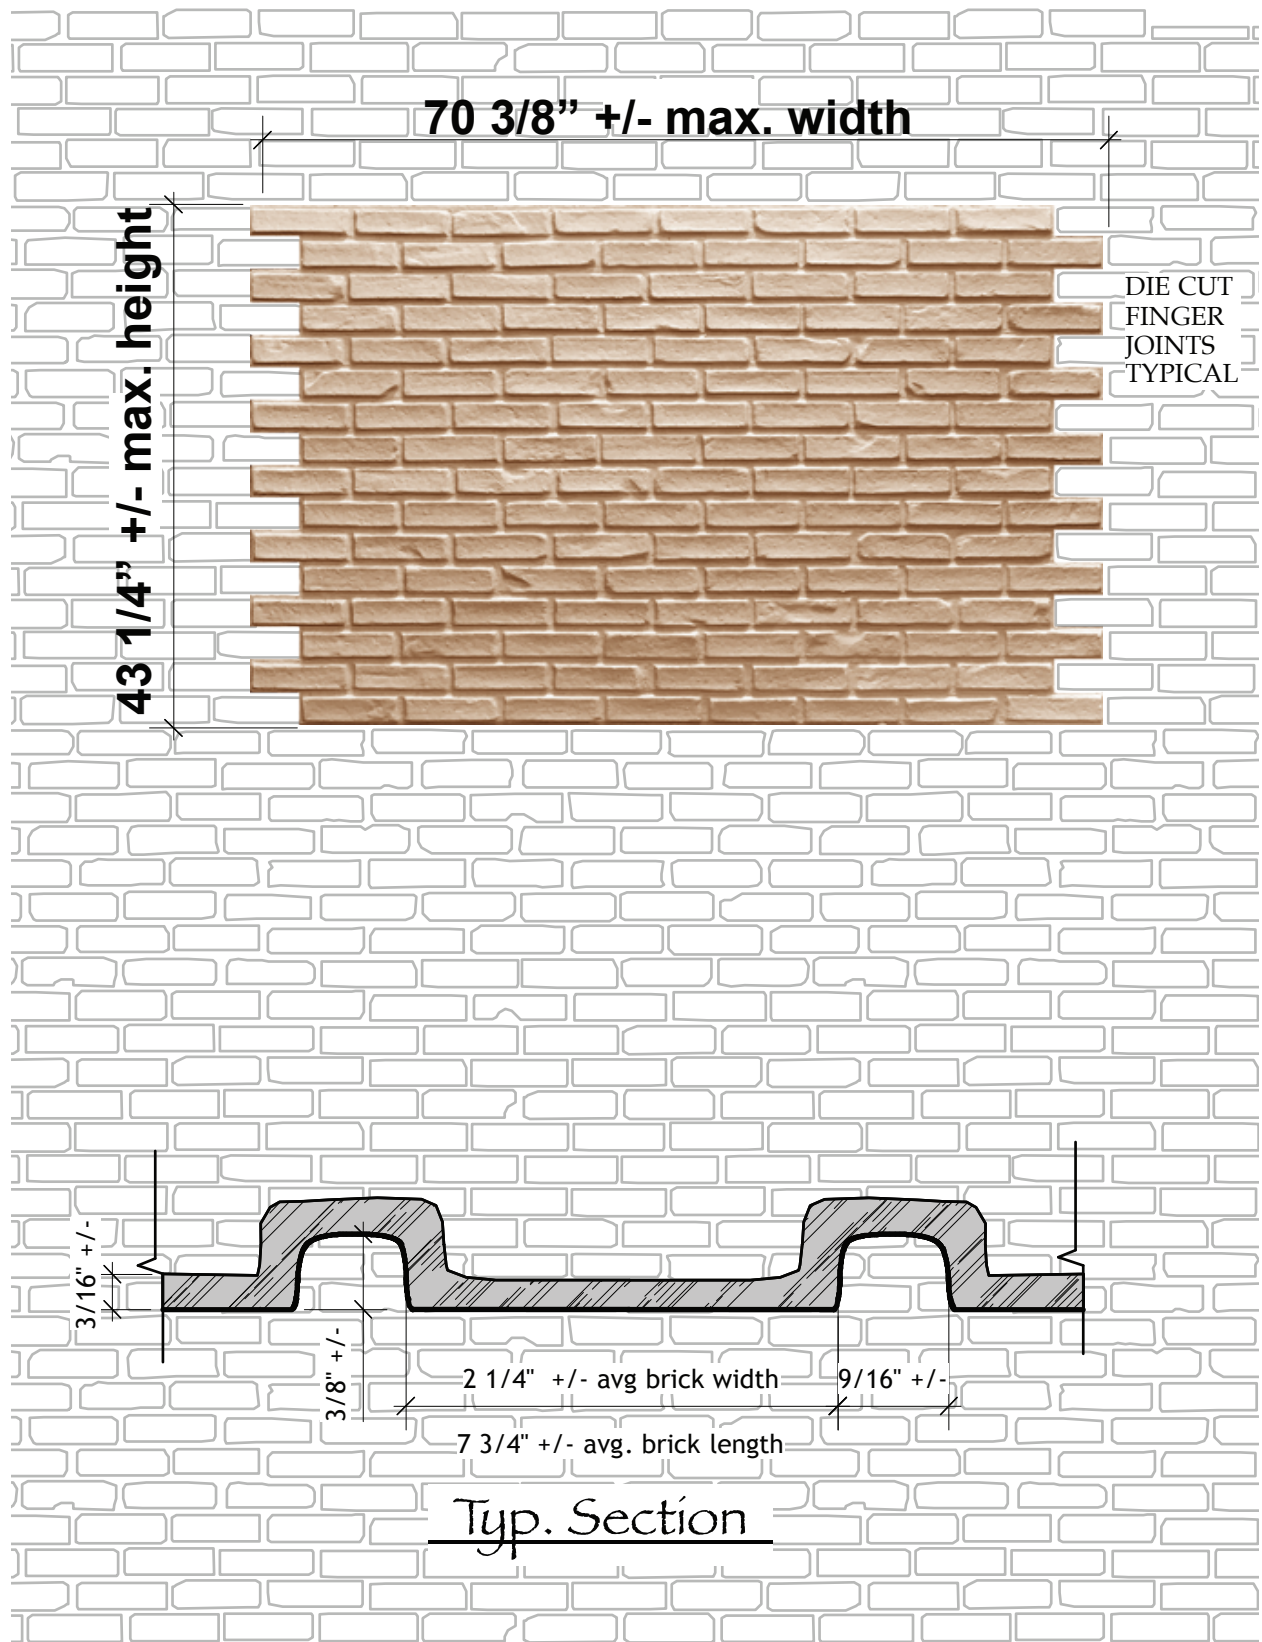 70 3/8” +/- max. width
43 1/4” +/- max. height
DIE CUT
FINGER
JOINTS
TYPICAL
3/16" +/-
3/8" +/-
2 1/4" +/- avg brick width
9/16" +/-
7 3/4" +/- avg. brick length
Typ. Section